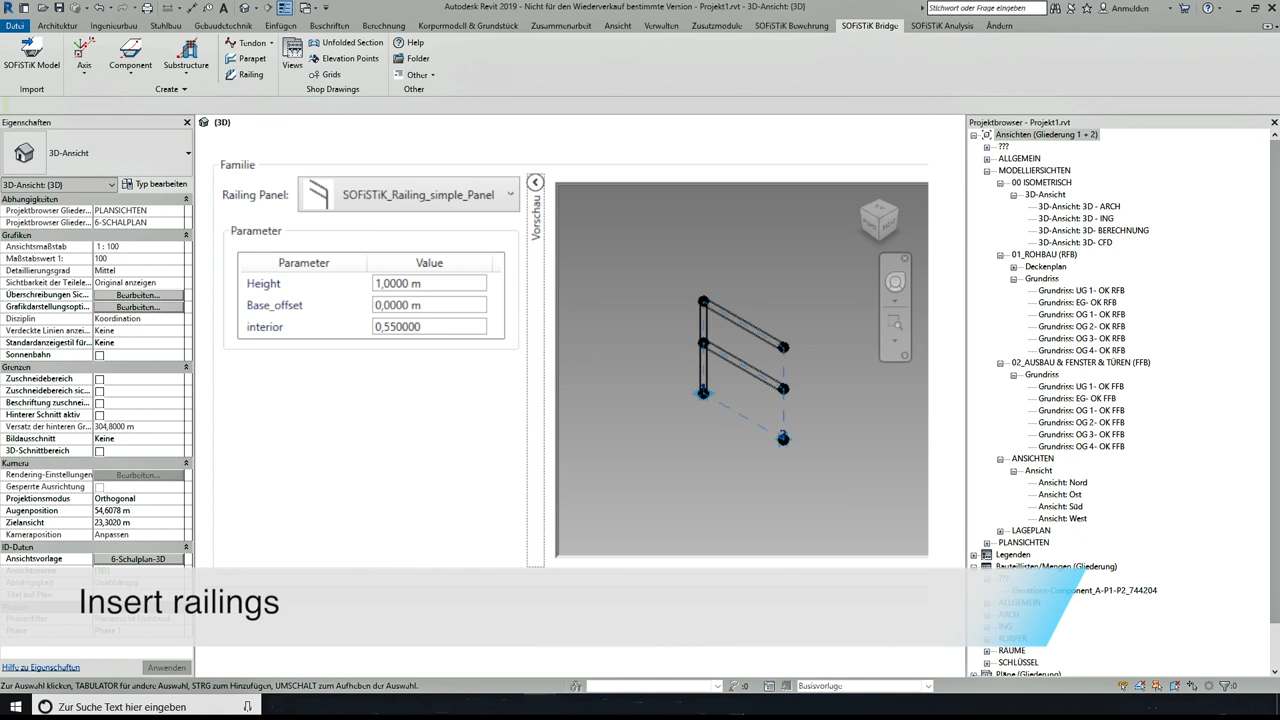 Autodesk Revit 2019 - Nicht für den Wiederverkauf bestimmte Version - Projekt1.rvt - 3D-Ansicht: {3D}
Stichwort oder Frage eingeben
Anmelden
Datei Architektur Ingenieurbau Stahlbau Gebäudetechnik Einfügen Beschriften Berechnung Körpermodell & Grundstück Zusammenarbeit Ansicht Verwalten Zusatzmodule SOFiSTiK Bewehrung SOFiSTiK Bridge SOFiSTiK Analysis Ändern
SOFiSTiK Model
Axis
Component
Substructure
Tendon
Parapet
Railing
Views
Unfolded Section
Elevation Points
Grids
Help
Folder
Other
Import
Create
Shop Drawings
Other
Eigenschaften
3D-Ansicht
3D-Ansicht: {3D}
Typ bearbeiten
Abhängigkeiten
Projektbrowser Glieder... PLANSICHTEN
Projektbrowser Glieder... 6-SCHALPLAN
Grafiken
Ansichtsmaßstab 1 : 100
Maßstabswert 1: 100
Detaillierungsgrad Mittel
Sichtbarkeit der Teilele... Original anzeigen
Überschreibungen Sic... Bearbeiten...
Grafikdarstellungsopti... Bearbeiten...
Disziplin Koordination
Verdeckte Linien anzei... Keine
Standardanzeigestil für... Keine
Sonnenbahn
Grenzen
Zuschneidebereich
Zuschneidebereich sic...
Beschriftung zuschnei...
Hinterer Schnitt aktiv
Versatz der hinteren Gr... 304,8000 m
Bildausschnitt Keine
3D-Schnittbereich
Kamera
Rendering-Einstellungen Bearbeiten...
Gesperrte Ausrichtung
Projektionsmodus Orthogonal
Augenposition 54,6078 m
Zielansicht 23,3020 m
Kameraposition Anpassen
ID-Daten
Ansichtsvorlage 6-Schalplan-3D
Hilfe zu Eigenschaften
Anwenden
{3D}
Familie
Railing Panel: SOFiSTiK_Railing_simple_Panel
Parameter
Parameter Value
Height 1,0000 m
Base_offset 0,0000 m
interior 0,550000
Vorschau
Insert railings
Projektbrowser - Projekt1.rvt
Ansichten (Gliederung 1 + 2)
???
ALLGEMEIN
MODELLIERSICHTEN
00 ISOMETRISCH
3D-Ansicht
3D-Ansicht: 3D - ARCH
3D-Ansicht: 3D - ING
3D-Ansicht: 3D- BERECHNUNG
3D-Ansicht: 3D - CFD
01_ROHBAU (RFB)
Deckenplan
Grundriss
Grundriss: UG 1- OK RFB
Grundriss: EG- OK RFB
Grundriss: OG 1 - OK RFB
Grundriss: OG 2 - OK RFB
Grundriss: OG 3 - OK RFB
Grundriss: OG 4- OK RFB
02_AUSBAU & FENSTER & TÜREN (FFB)
Grundriss
Grundriss: UG 1 - OK FFB
Grundriss: EG- OK FFB
Grundriss: OG 1 - OK FFB
Grundriss: OG 2 - OK FFB
Grundriss: OG 3 - OK FFB
Grundriss: OG 4 - OK FFB
ANSICHTEN
Ansicht
Ansicht: Nord
Ansicht: Ost
Ansicht: Süd
Ansicht: West
LAGEPLAN
PLANSICHTEN
Legenden
Bauteillisten/Mengen (Gliederung)
???
Elevations-Component_A-P1-P2_744204
ALLGEMEIN
ARCH
ING
KÖRPER
RÄUME
SCHLÜSSEL
Pläne (Gliederung)
Zur Auswahl klicken, TABULATOR für andere Auswahl, STRG zum Hinzufügen, UMSCHALT zum Aufheben der Auswahl.
:0
Basisvorlage
:0
Zur Suche Text hier eingeben